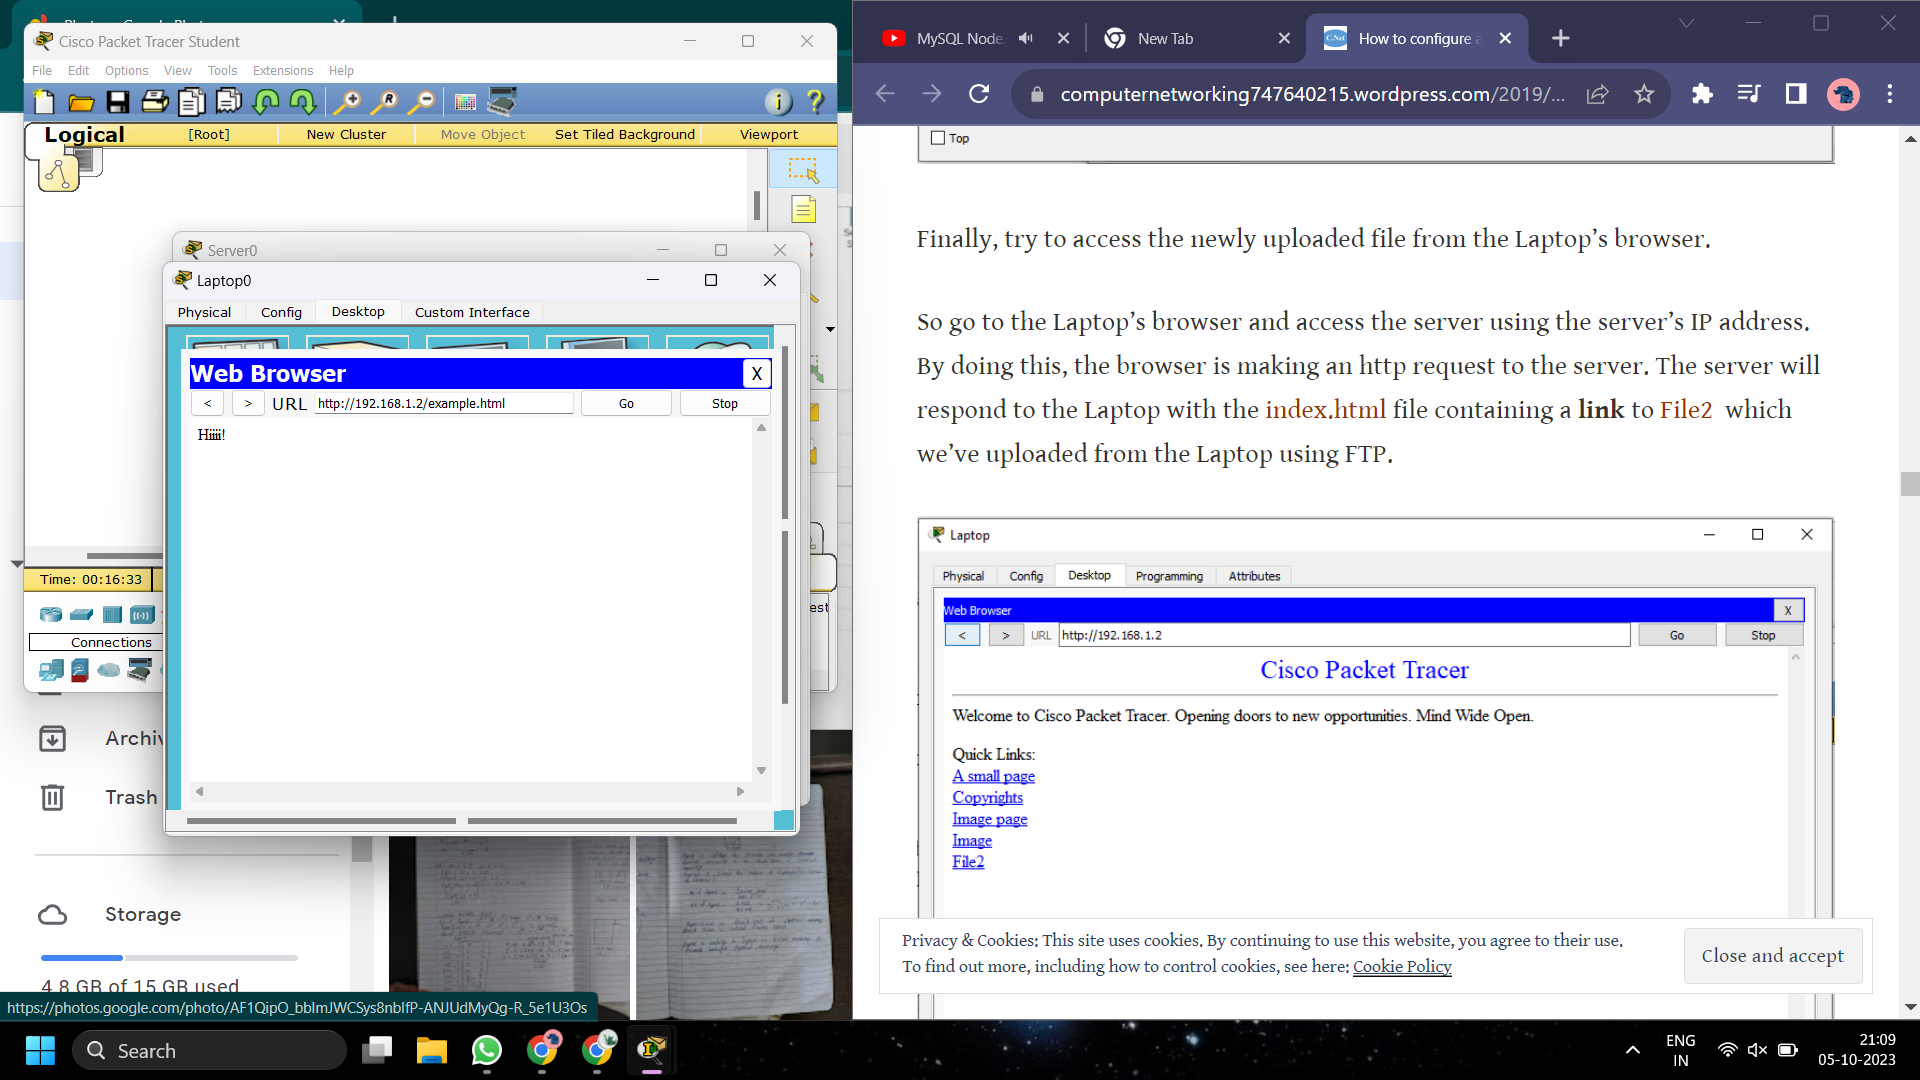 Cisco Packet Tracer Student
File Edit Options View Tools Extensions Help
Logical [Root] New Cluster Move Object Set Tiled Background Viewport
Server0
Laptop0
Physical Config Desktop Custom Interface
Web Browser X
< > URL http://192.168.1.2/example.html Go Stop
Hiiii!
Time: 00:16:33
Connections
Trash
Storage
4.8 GB of 15 GB used
https://photos.google.com/photo/AF1QipO_bblmJWCSys8nblfP-ANJUdMyQg-R_5e1U3Os
MySQL Node. New Tab How to configure a
computernetworking747640215.wordpress.com/2019/...
Top
Finally, try to access the newly uploaded file from the Laptop’s browser.
So go to the Laptop’s browser and access the server using the server’s IP address.
By doing this, the browser is making an http request to the server. The server will
respond to the Laptop with the index.html file containing a link to File2 which
we’ve uploaded from the Laptop using FTP.
Laptop
Physical Config Desktop Programming Attributes
Web Browser X
< > URL http://192.168.1.2 Go Stop
Cisco Packet Tracer
Welcome to Cisco Packet Tracer. Opening doors to new opportunities. Mind Wide Open.
Quick Links:
A small page
Copyrights
Image page
Image
File2
Privacy & Cookies: This site uses cookies. By continuing to use this website, you agree to their use.
To find out more, including how to control cookies, see here: Cookie Policy
Close and accept
Search
ENG
IN
21:09
05-10-2023